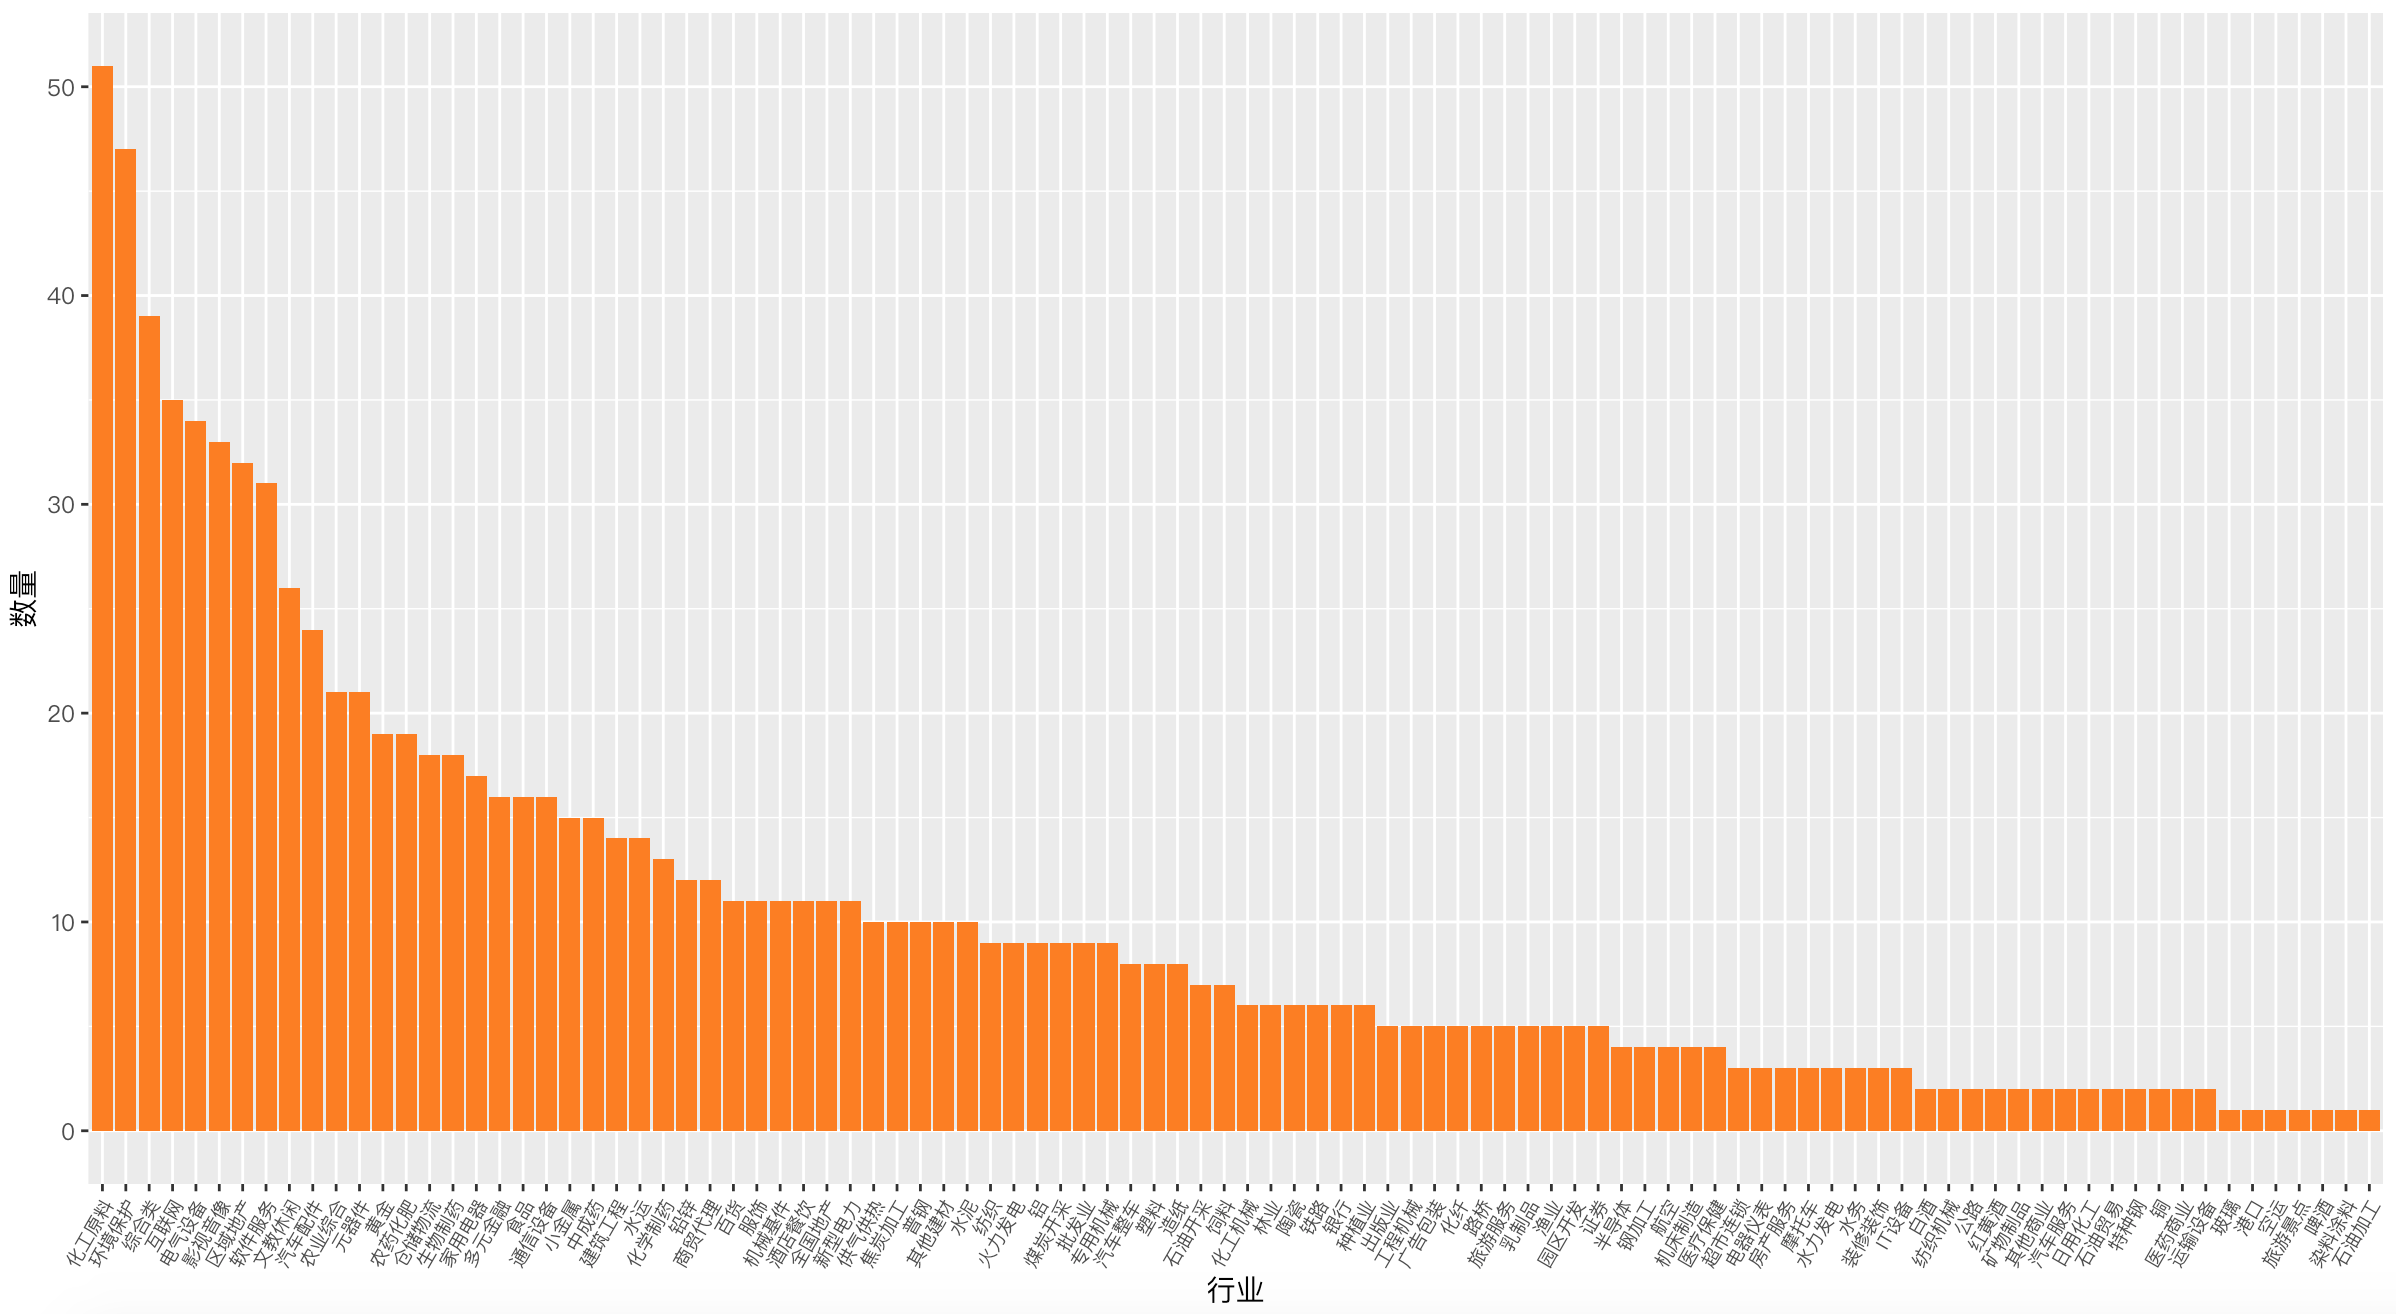 数量
50
40
30
20
10
0
化工原料
环境保护
综合类
互联网
电气设备
影视音像
区域地产
软件服务
文教休闲
汽车配件
农业综合
元器件
黄金
农药化肥
仓储物流
生物制药
家用电器
多元金融
食品
通信设备
小金属
中成药
建筑工程
水运
化学制药
铅锌
商贸代理
百货
服饰
机械基件
酒店餐饮
全国地产
新型电力
供气供热
焦炭加工
普钢
其他建材
水泥
纺织
火力发电
铝
煤炭开采
批发业
专用机械
汽车整车
塑料
造纸
石油开采
饲料
化工机械
林业
陶瓷
铁路
银行
种植业
出版业
工程机械
广告包装
化纤
路桥
旅游服务
乳制品
渔业
园区开发
证券
半导体
钢加工
航空
机床制造
医疗保健
超市连锁
电器仪表
房产服务
摩托车
水力发电
水务
装修装饰
IT设备
白酒
纺织机械
公路
红黄酒
矿物制品
其他商业
汽车服务
日用化工
石油贸易
特种钢
铜
医药商业
运输设备
玻璃
港口
空运
旅游景点
啤酒
染料涂料
石油加工
行业